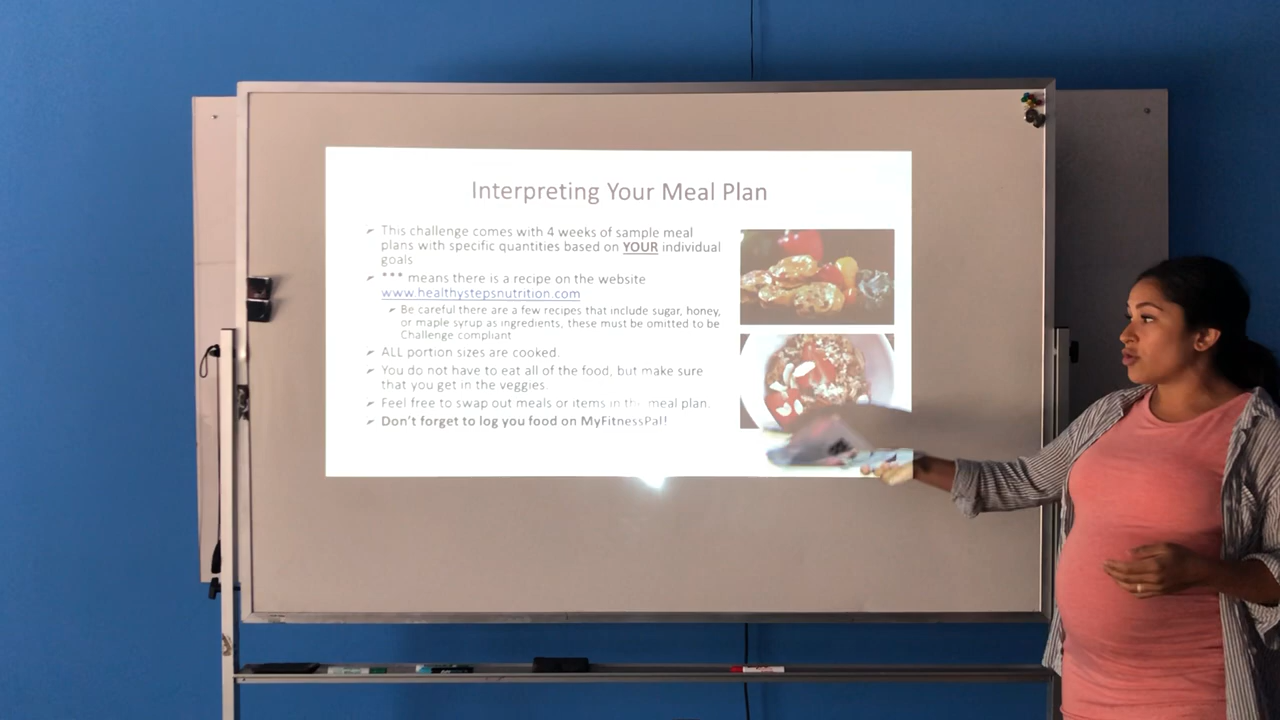 Interpreting Your Meal Plan
This challenge comes with 4 weeks of sample meal
plans with specific quantities based on YOUR individual
goals
*** means there is a recipe on the website
www.healthystepsnutrition.com
Be careful there are a few recipes that include sugar, honey,
or maple syrup as ingredients, these must be omitted to be
Challenge compliant
ALL portion sizes are cooked.
You do not have to eat all of the food, but make sure
that you get in the veggies.
Feel free to swap out meals or items in the meal plan.
Don't forget to log you food on MyFitnessPal!